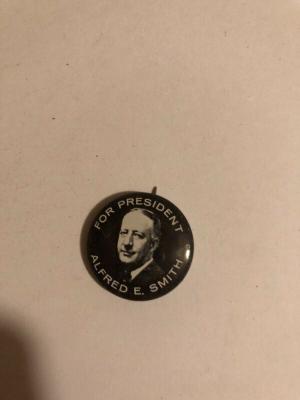 FOR PRESIDENT
ALFRED E. SMITH